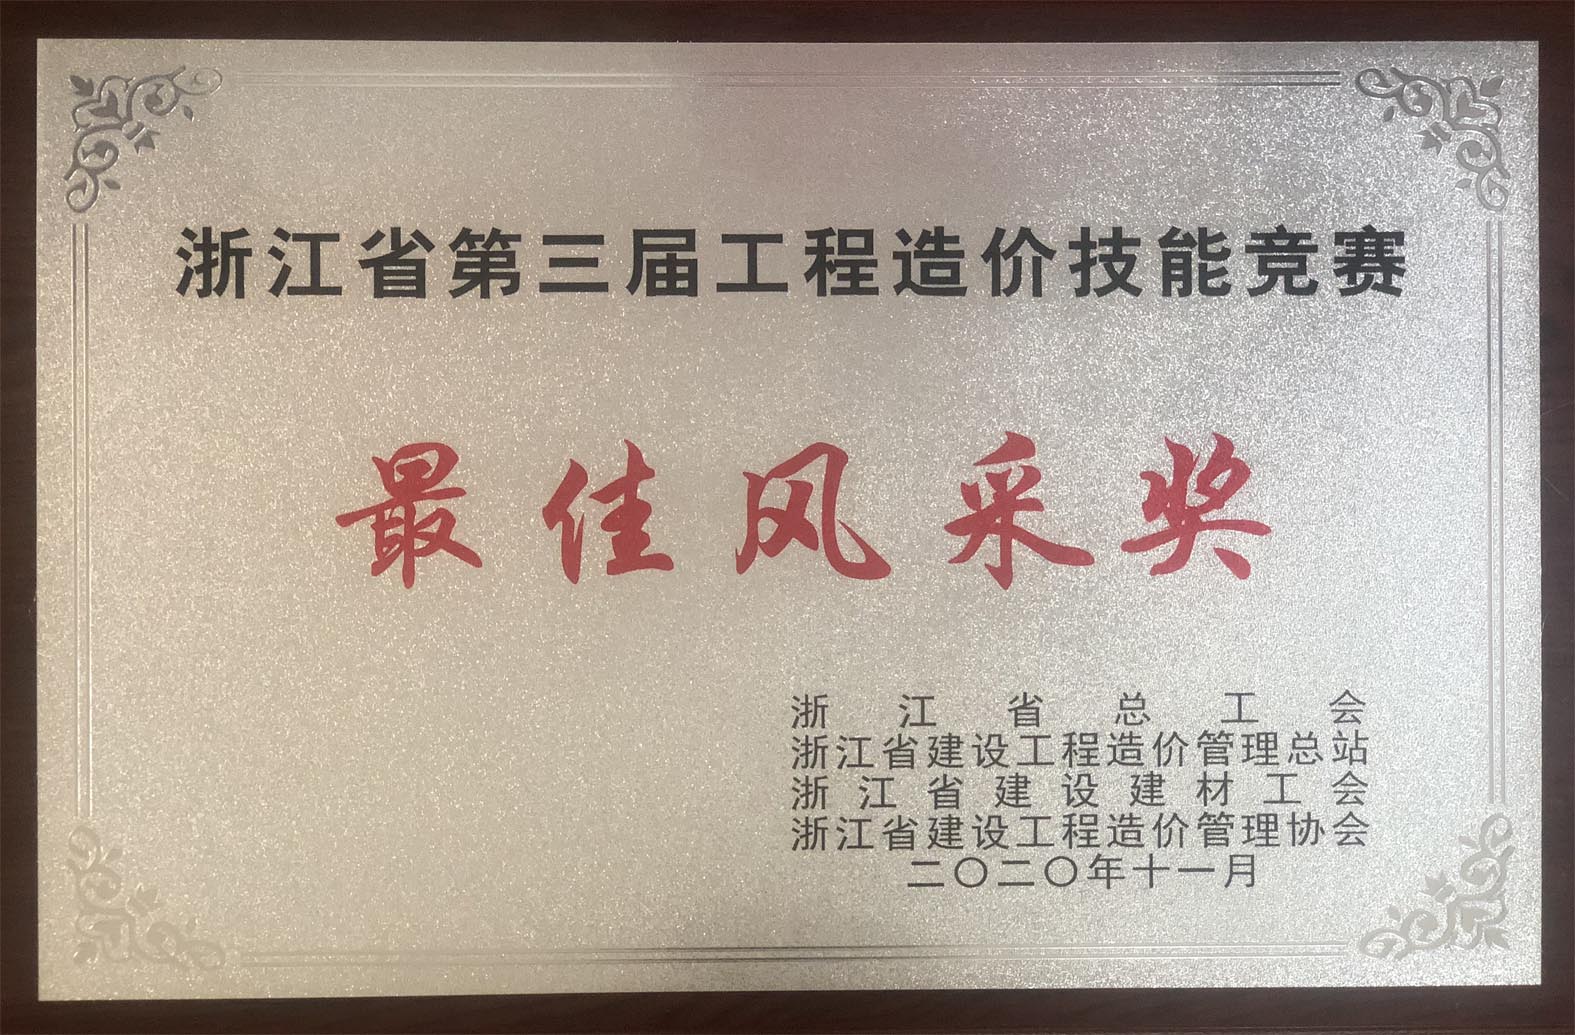 浙江省第三届工程造价技能竞赛
最佳风采奖
浙江省总工会
浙江省建设工程造价管理总站
浙江省建设建材工会
浙江省建设工程造价管理协会
二〇二〇年十一月